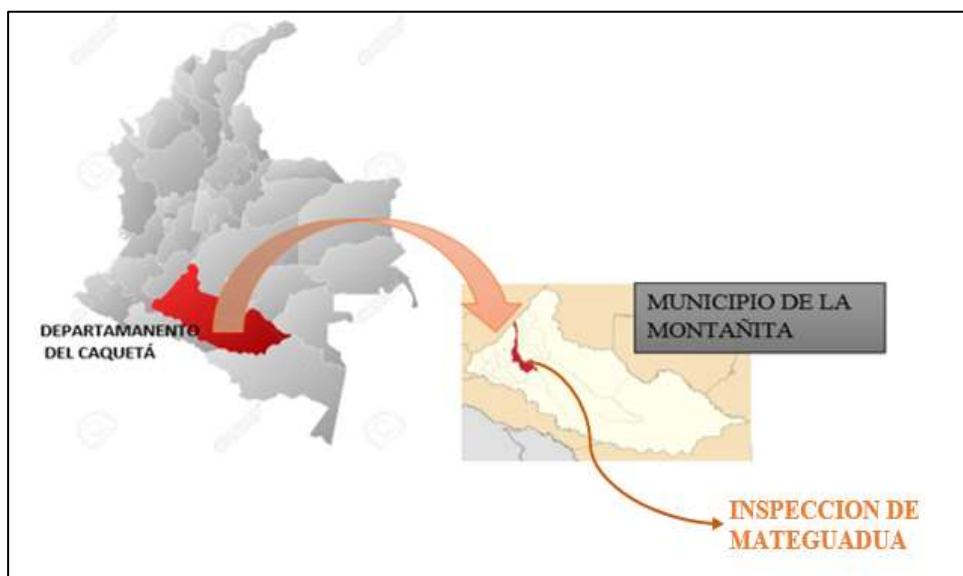 DEPARTAMANENTO
DEL CAQUETÁ
MUNICIPIO DE LA
MONTAÑITA
INSPECCION DE
MATEGUADUA